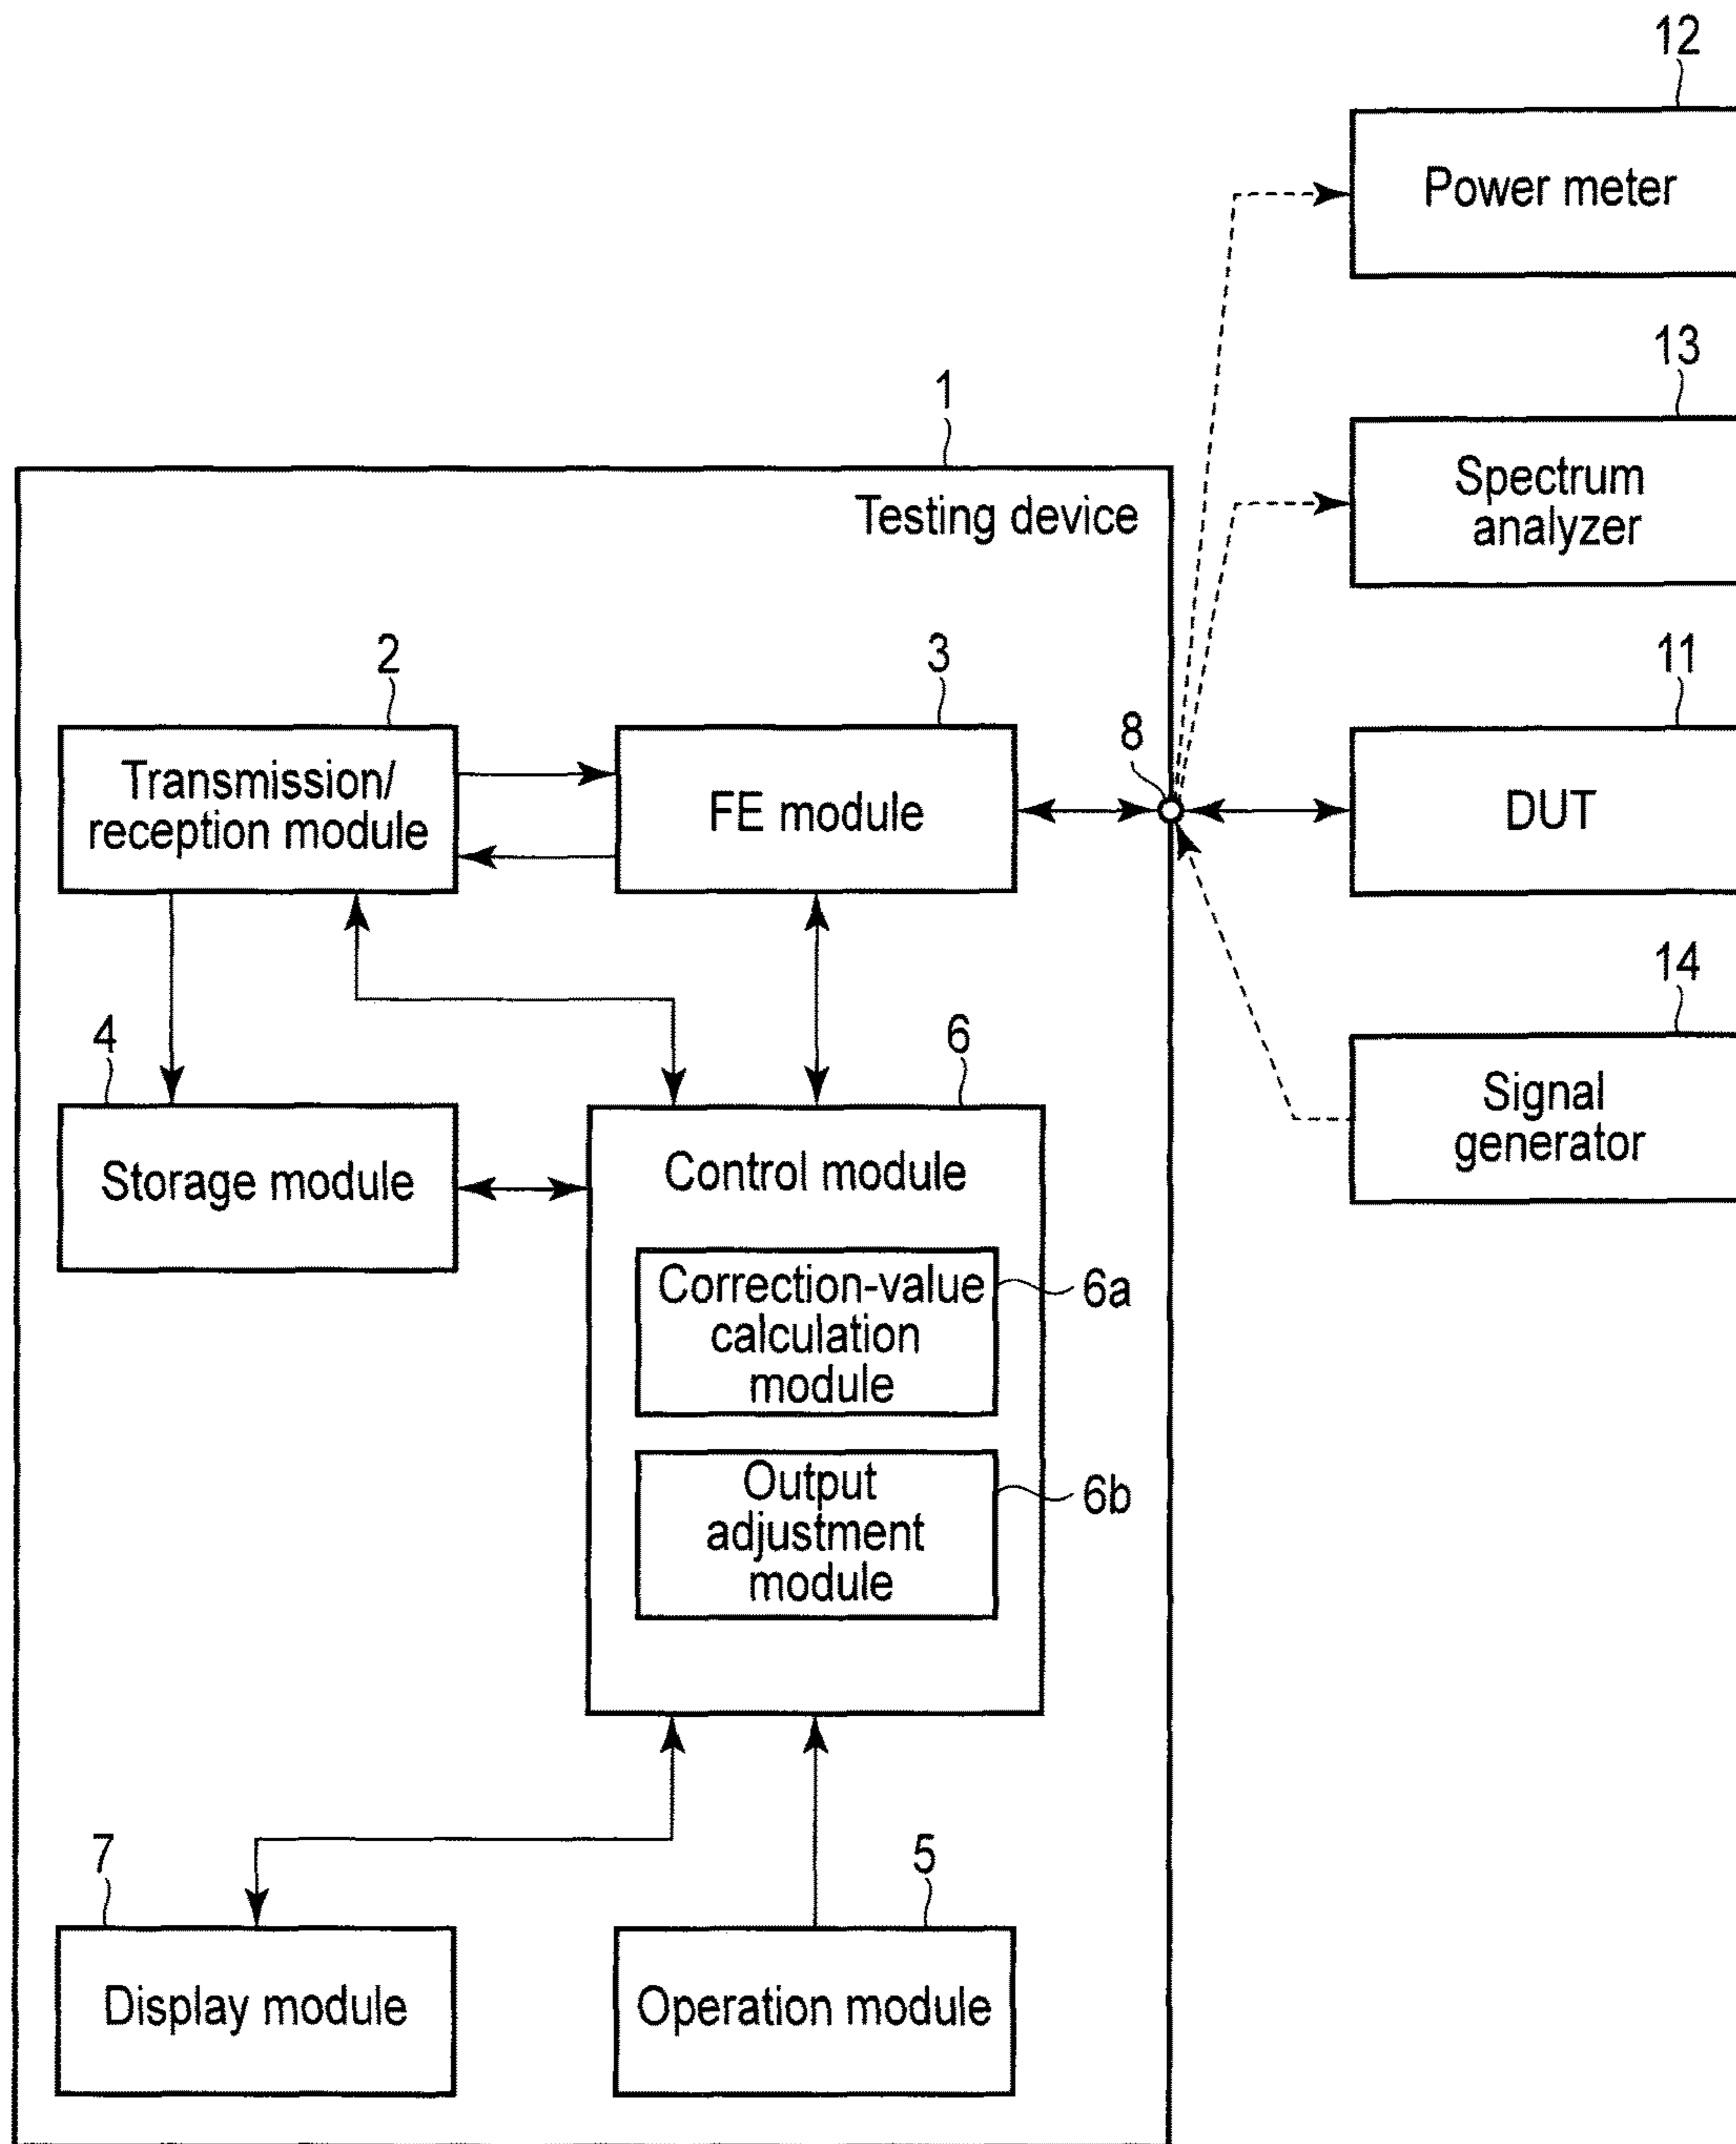 12
Power meter
13
Spectrum
analyzer
1
Testing device
2
3
11
8
Transmission/
reception module
FE module
DUT
14
4
6
Signal
generator
Storage module
Control module
Correction-value
calculation
module
6a
Output
adjustment
module
6b
7
5
Display module
Operation module